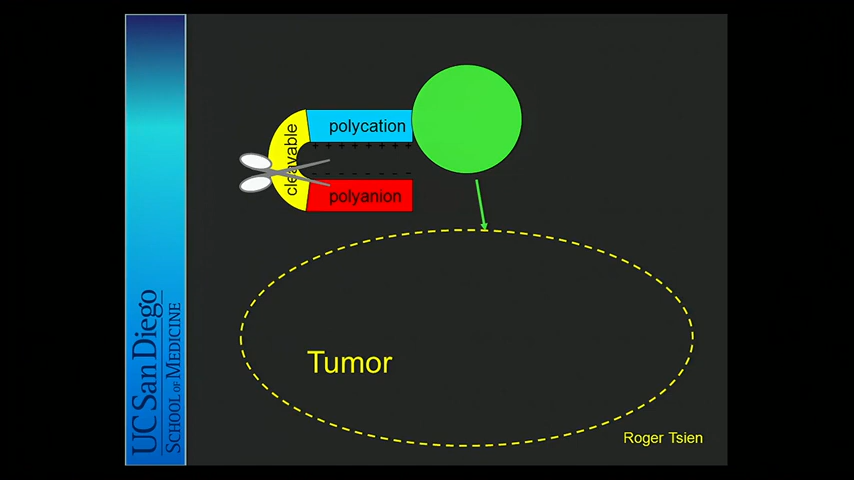 polycation
cleavable
+ + + + + + + +
- - - - - - - -
polyanion
Tumor
Roger Tsien
UC San Diego
SCHOOL OF MEDICINE